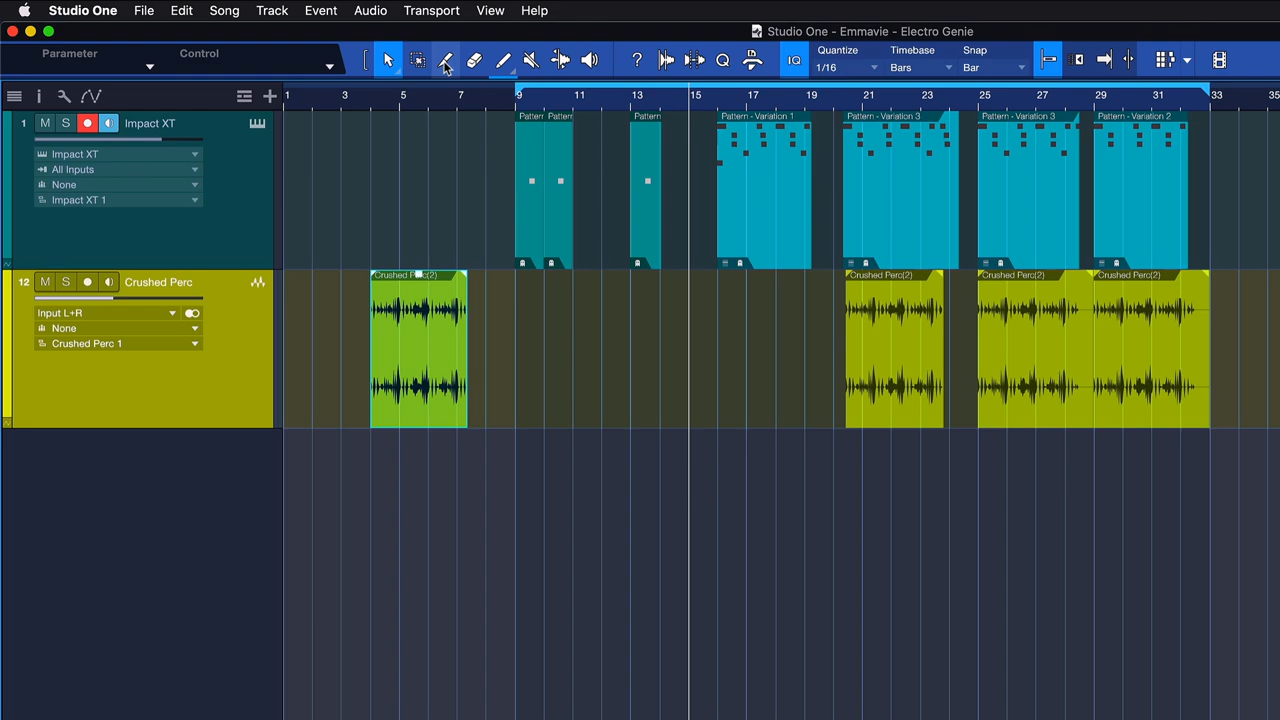 Studio One File Edit Song Track Event Audio Transport View Help
Studio One - Emmavie - Electro Genie
Parameter Control
Quantize Timebase Snap
1/16 Bars Bar
IQ
1 3 5 7 9 11 13 15 17 19 21 23 25 27 29 31 33 35
1 M S Impact XT
Impact XT
All Inputs
None
Impact XT 1
Pattern Pattern Pattern Pattern - Variation 1 Pattern - Variation 3 Pattern - Variation 3 Pattern - Variation 2
12 M S Crushed Perc
Input L+R
None
Crushed Perc 1
Crushed Perc(2) Crushed Perc(2) Crushed Perc(2) Crushed Perc(2)